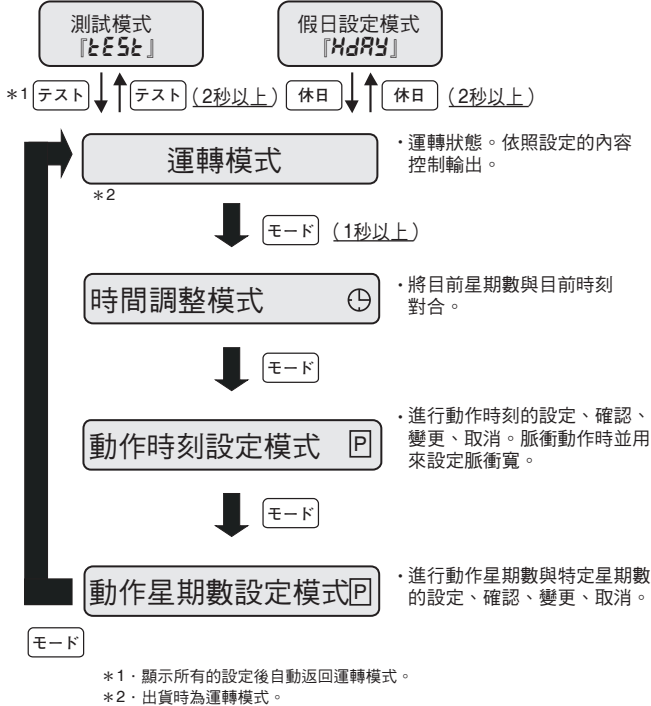 測試模式
『tESt』
假日設定模式
『HdAY』
＊1 テスト テスト (2秒以上) 休日 休日 (2秒以上)
運轉模式
・運轉狀態。依照設定的內容
控制輸出。
＊2
モード (1秒以上)
時間調整模式
・將目前星期數與目前時刻
對合。
モード
動作時刻設定模式 P
・進行動作時刻的設定、確認、
變更、取消。脈衝動作時並用
來設定脈衝寬。
モード
動作星期數設定模式P
・進行動作星期數與特定星期數
的設定、確認、變更、取消。
モード
＊1・顯示所有的設定後自動返回運轉模式。
＊2・出貨時為運轉模式。